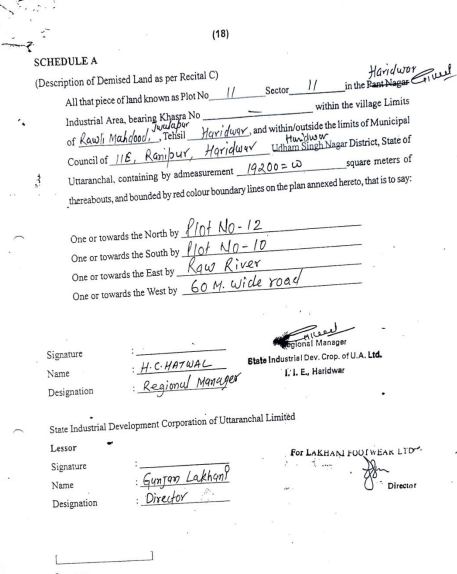 (18)
SCHEDULE A
(Description of Demised Land as per Recital C)
Haridwar
All that piece of land known as Plot No 11 Sector 11 in the Pant Nagar
Industrial Area, bearing Khasra No — within the village Limits
Jwalapur
of Rawli Mahdood, Tehsil Haridwar, and within/outside the limits of Municipal
Haridwar
Council of IIE, Ranipur, Haridwar Udham Singh Nagar District, State of
Uttaranchal, containing by admeasurement 19200=00 square meters of
thereabouts, and bounded by red colour boundary lines on the plan annexed hereto, that is to say:
One or towards the North by Plot No-12
One or towards the South by Plot No-10
One or towards the East by Raw River
One or towards the West by 60 M. wide road
Regional Manager
Signature :
State Industrial Dev. Crop. of U.A. Ltd.
Name : H.C. HATWAL
I. I. E., Haridwar
Designation : Regional Manager
State Industrial Development Corporation of Uttaranchal Limited
Lessor
For LAKHANI FOOTWEAR LTD.
Signature :
Name : Gunjan Lakhani
Director
Designation : Director